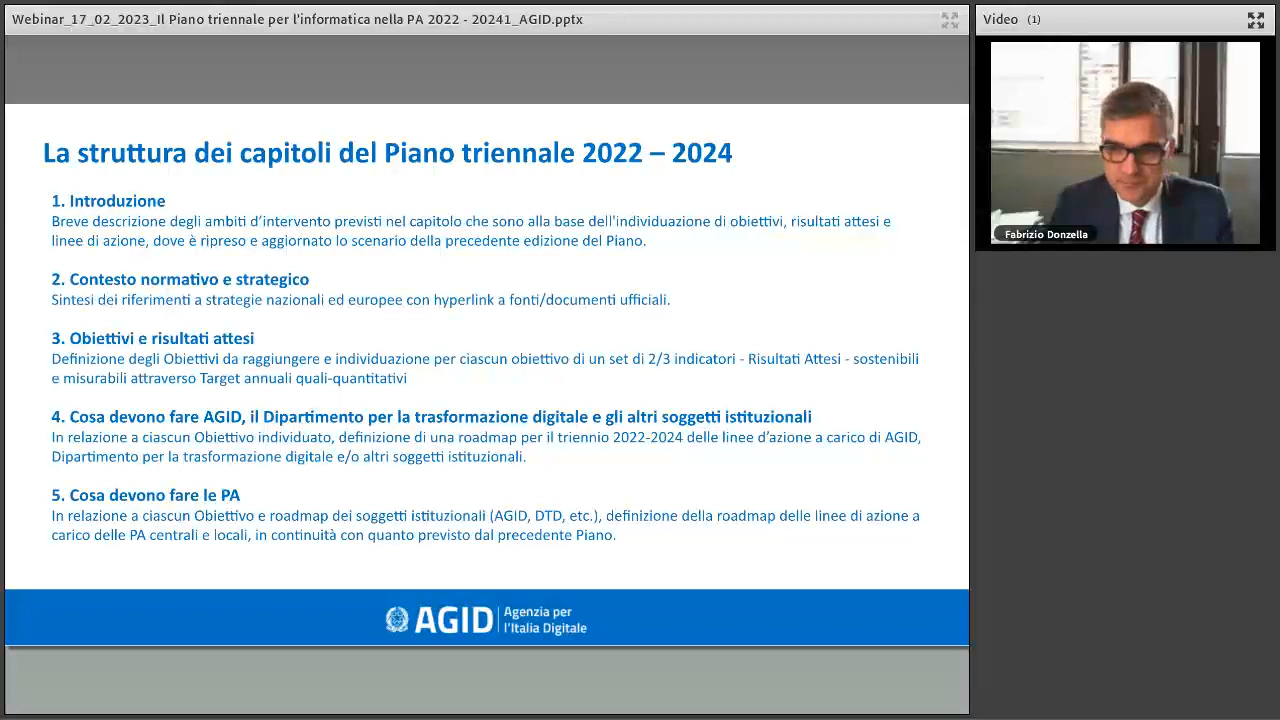 Webinar_17_02_2023_Il Piano triennale per l'informatica nella PA 2022 - 20241_AGID.pptx
Video (1)
Fabrizio Donzella
La struttura dei capitoli del Piano triennale 2022 – 2024
1. Introduzione
Breve descrizione degli ambiti d’intervento previsti nel capitolo che sono alla base dell'individuazione di obiettivi, risultati attesi e
linee di azione, dove è ripreso e aggiornato lo scenario della precedente edizione del Piano.
2. Contesto normativo e strategico
Sintesi dei riferimenti a strategie nazionali ed europee con hyperlink a fonti/documenti ufficiali.
3. Obiettivi e risultati attesi
Definizione degli Obiettivi da raggiungere e individuazione per ciascun obiettivo di un set di 2/3 indicatori - Risultati Attesi - sostenibili
e misurabili attraverso Target annuali quali-quantitativi
4. Cosa devono fare AGID, il Dipartimento per la trasformazione digitale e gli altri soggetti istituzionali
In relazione a ciascun Obiettivo individuato, definizione di una roadmap per il triennio 2022-2024 delle linee d’azione a carico di AGID,
Dipartimento per la trasformazione digitale e/o altri soggetti istituzionali.
5. Cosa devono fare le PA
In relazione a ciascun Obiettivo e roadmap dei soggetti istituzionali (AGID, DTD, etc.), definizione della roadmap delle linee di azione a
carico delle PA centrali e locali, in continuità con quanto previsto dal precedente Piano.
AGID
Agenzia per
l'Italia Digitale